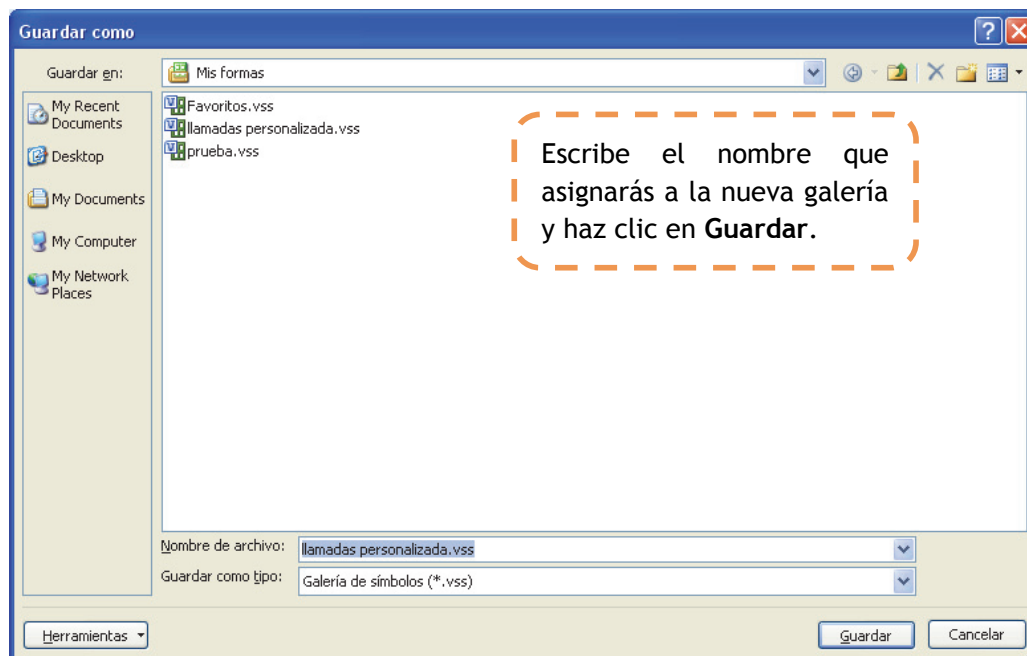 Guardar como
Guardar en:
Mis formas
My Recent
Documents
Desktop
My Documents
My Computer
My Network
Places
Favoritos.vss
llamadas personalizada.vss
prueba.vss
Escribe el nombre que
asignarás a la nueva galería
y haz clic en Guardar.
Nombre de archivo:
llamadas personalizada.vss
Guardar como tipo:
Galería de símbolos (*.vss)
Herramientas
Guardar
Cancelar